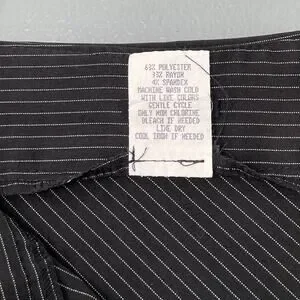 63% POLYESTER
33% RAYON
4% SPANDEX
MACHINE WASH COLD
WITH LIKE COLORS
GENTLE CYCLE
ONLY NON CHLORINE
BLEACH IF NEEDED
LINE DRY
COOL IRON IF NEEDED